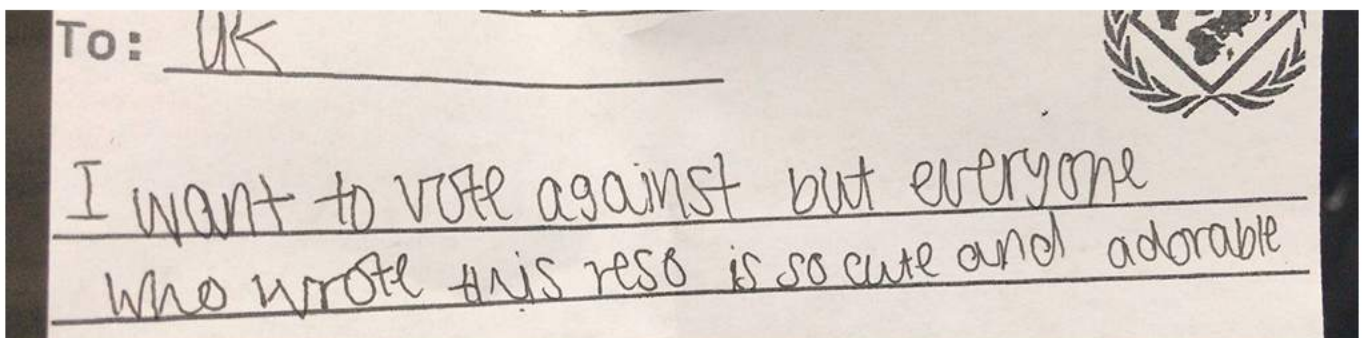 To: UK
I want to vote against but everyone
who wrote this reso is so cute and adorable